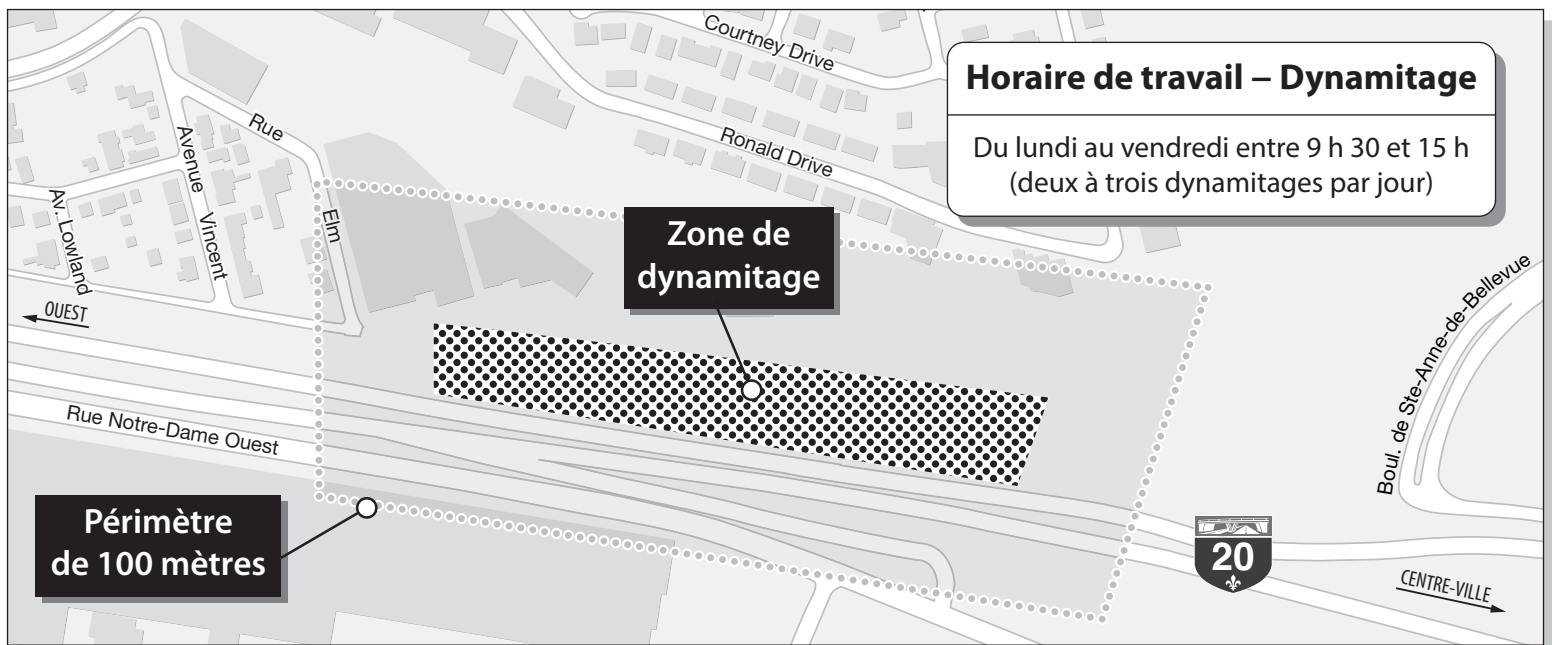 Courtney Drive
Horaire de travail – Dynamitage
Du lundi au vendredi entre 9 h 30 et 15 h
(deux à trois dynamitages par jour)
Rue
Elm
Avenue
Vincent
Ronald Drive
Av. Lowland
Zone de
dynamitage
OUEST
Boul. de Ste-Anne-de-Bellevue
Rue Notre-Dame Ouest
Périmètre
de 100 mètres
20
CENTRE-VILLE